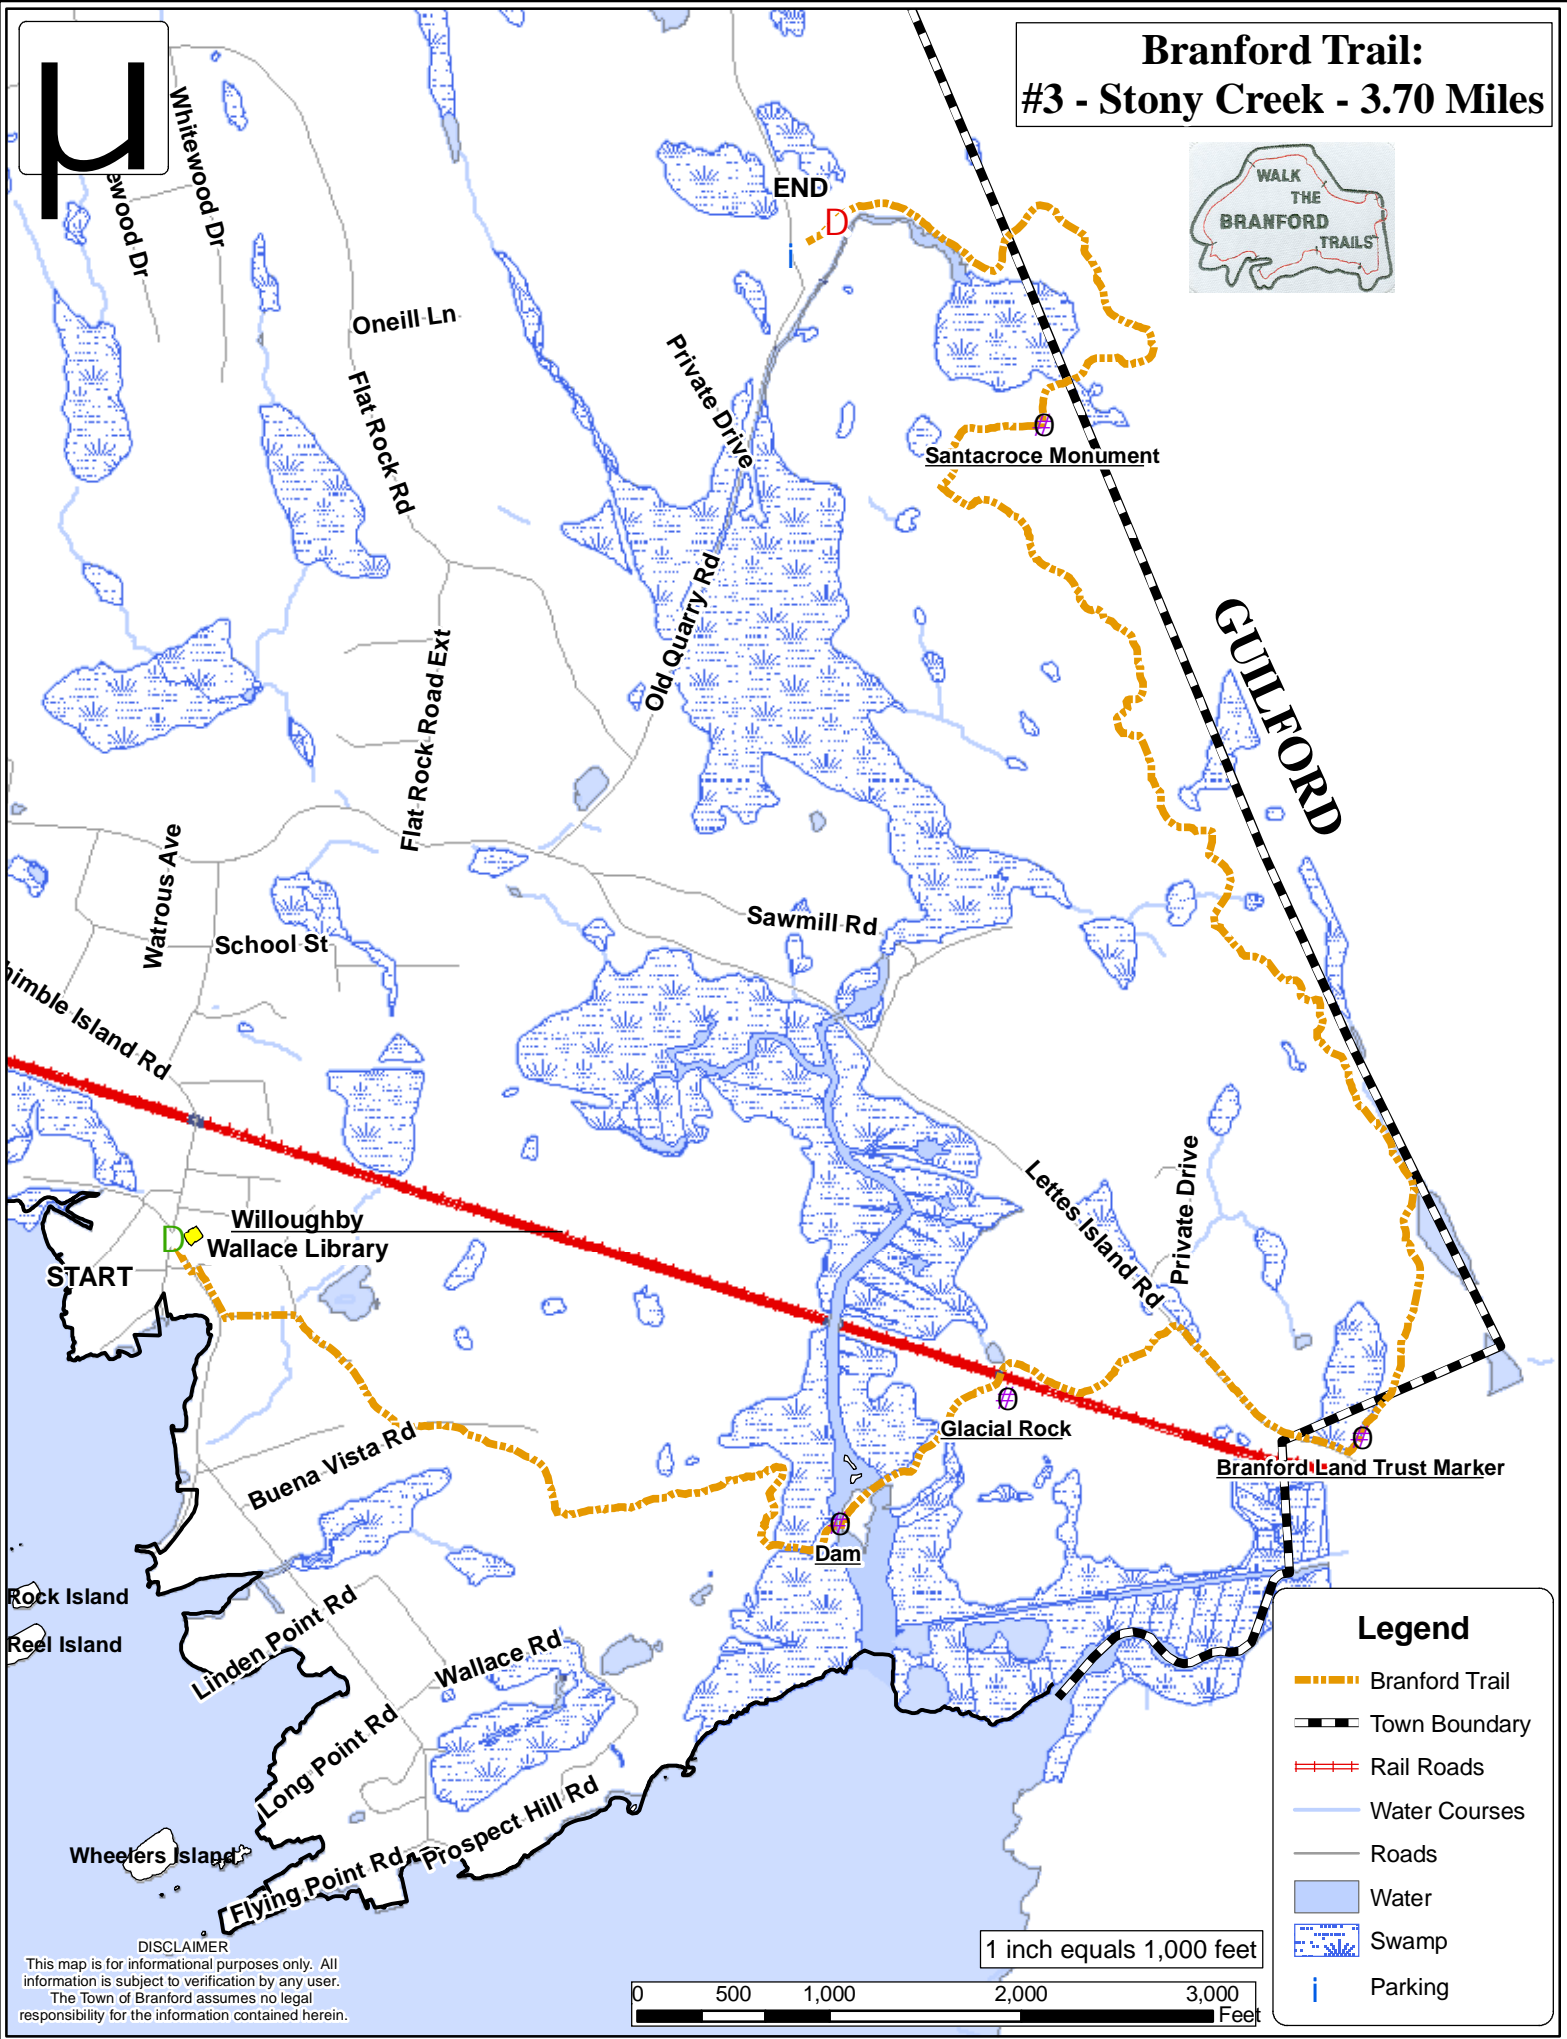 Branford Trail:
#3 - Stony Creek - 3.70 Miles
µ
WALK
THE
BRANFORD
TRAILS
Whitewood Dr
ewood Dr
END
D
i
Oneill Ln
Private Drive
Flat Rock Rd
Santacroce Monument
Old Quarry Rd
GUILFORD
Flat Rock Road Ext
Watrous Ave
School St
Sawmill Rd
himble Island Rd
Lettes Island Rd
Private Drive
D
Willoughby
Wallace Library
START
Glacial Rock
Buena Vista Rd
Branford Land Trust Marker
Dam
Rock Island
Reel Island
Linden Point Rd
Wallace Rd
Long Point Rd
Prospect Hill Rd
Wheelers Island
Flying Point Rd
Legend
Branford Trail
Town Boundary
Rail Roads
Water Courses
Roads
Water
Swamp
i Parking
DISCLAIMER
This map is for informational purposes only. All
information is subject to verification by any user.
The Town of Branford assumes no legal
responsibility for the information contained herein.
1 inch equals 1,000 feet
0 500 1,000 2,000 3,000
Feet